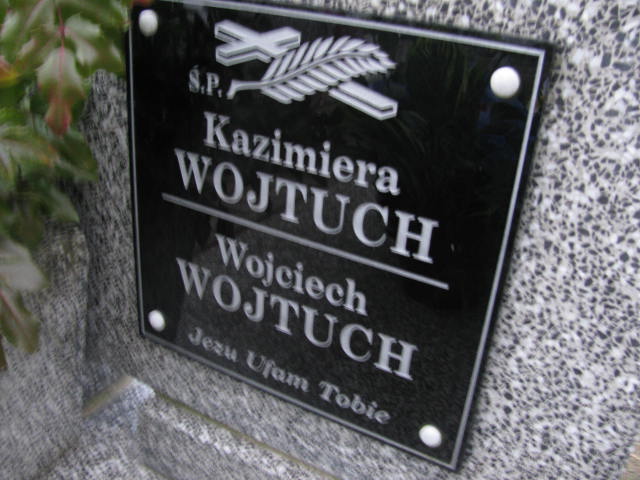 Ś.P.
Kazimiera
WOJTUCH
Wojciech
WOJTUCH
Jezu Ufam Tobie